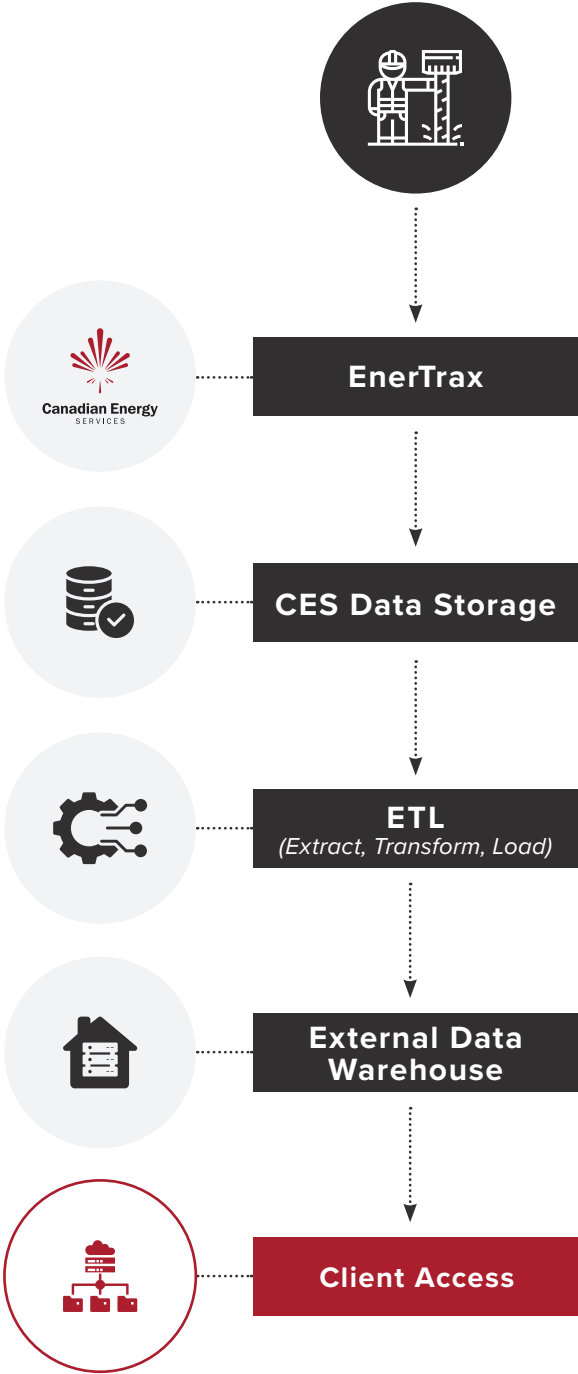 EnerTrax
Canadian Energy
SERVICES
CES Data Storage
ETL
(Extract, Transform, Load)
External Data
Warehouse
Client Access